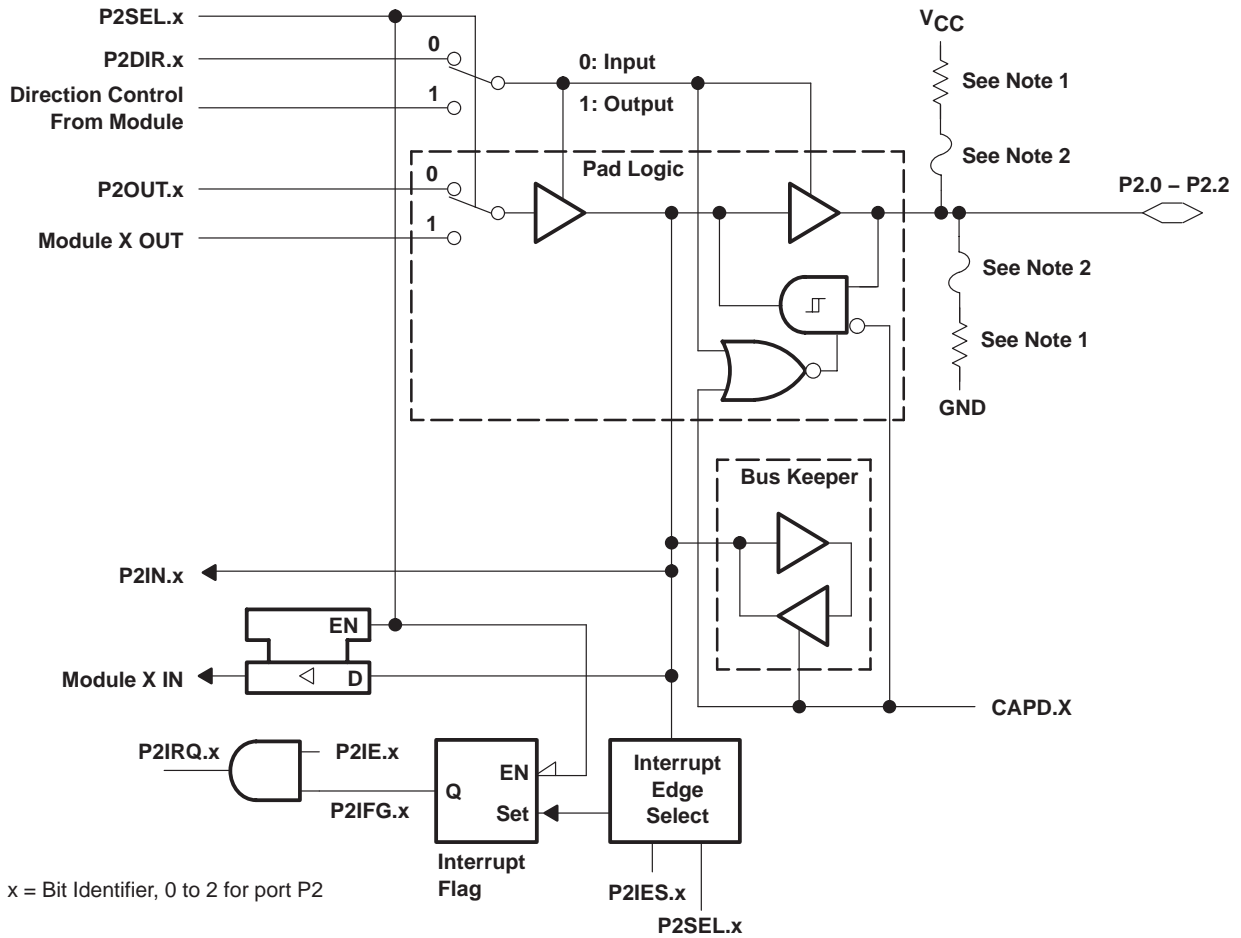 P2SEL.x
P2DIR.x
0
0: Input
Direction Control
From Module
1
1: Output
VCC
See Note 1
See Note 2
Pad Logic
P2OUT.x
0
Module X OUT
1
P2.0 – P2.2
See Note 2
See Note 1
GND
Bus Keeper
P2IN.x
EN
Module X IN
D
CAPD.X
P2IRQ.x
P2IE.x
P2IFG.x
Q
EN
Set
Interrupt
Flag
Interrupt
Edge
Select
P2IES.x
P2SEL.x
x = Bit Identifier, 0 to 2 for port P2